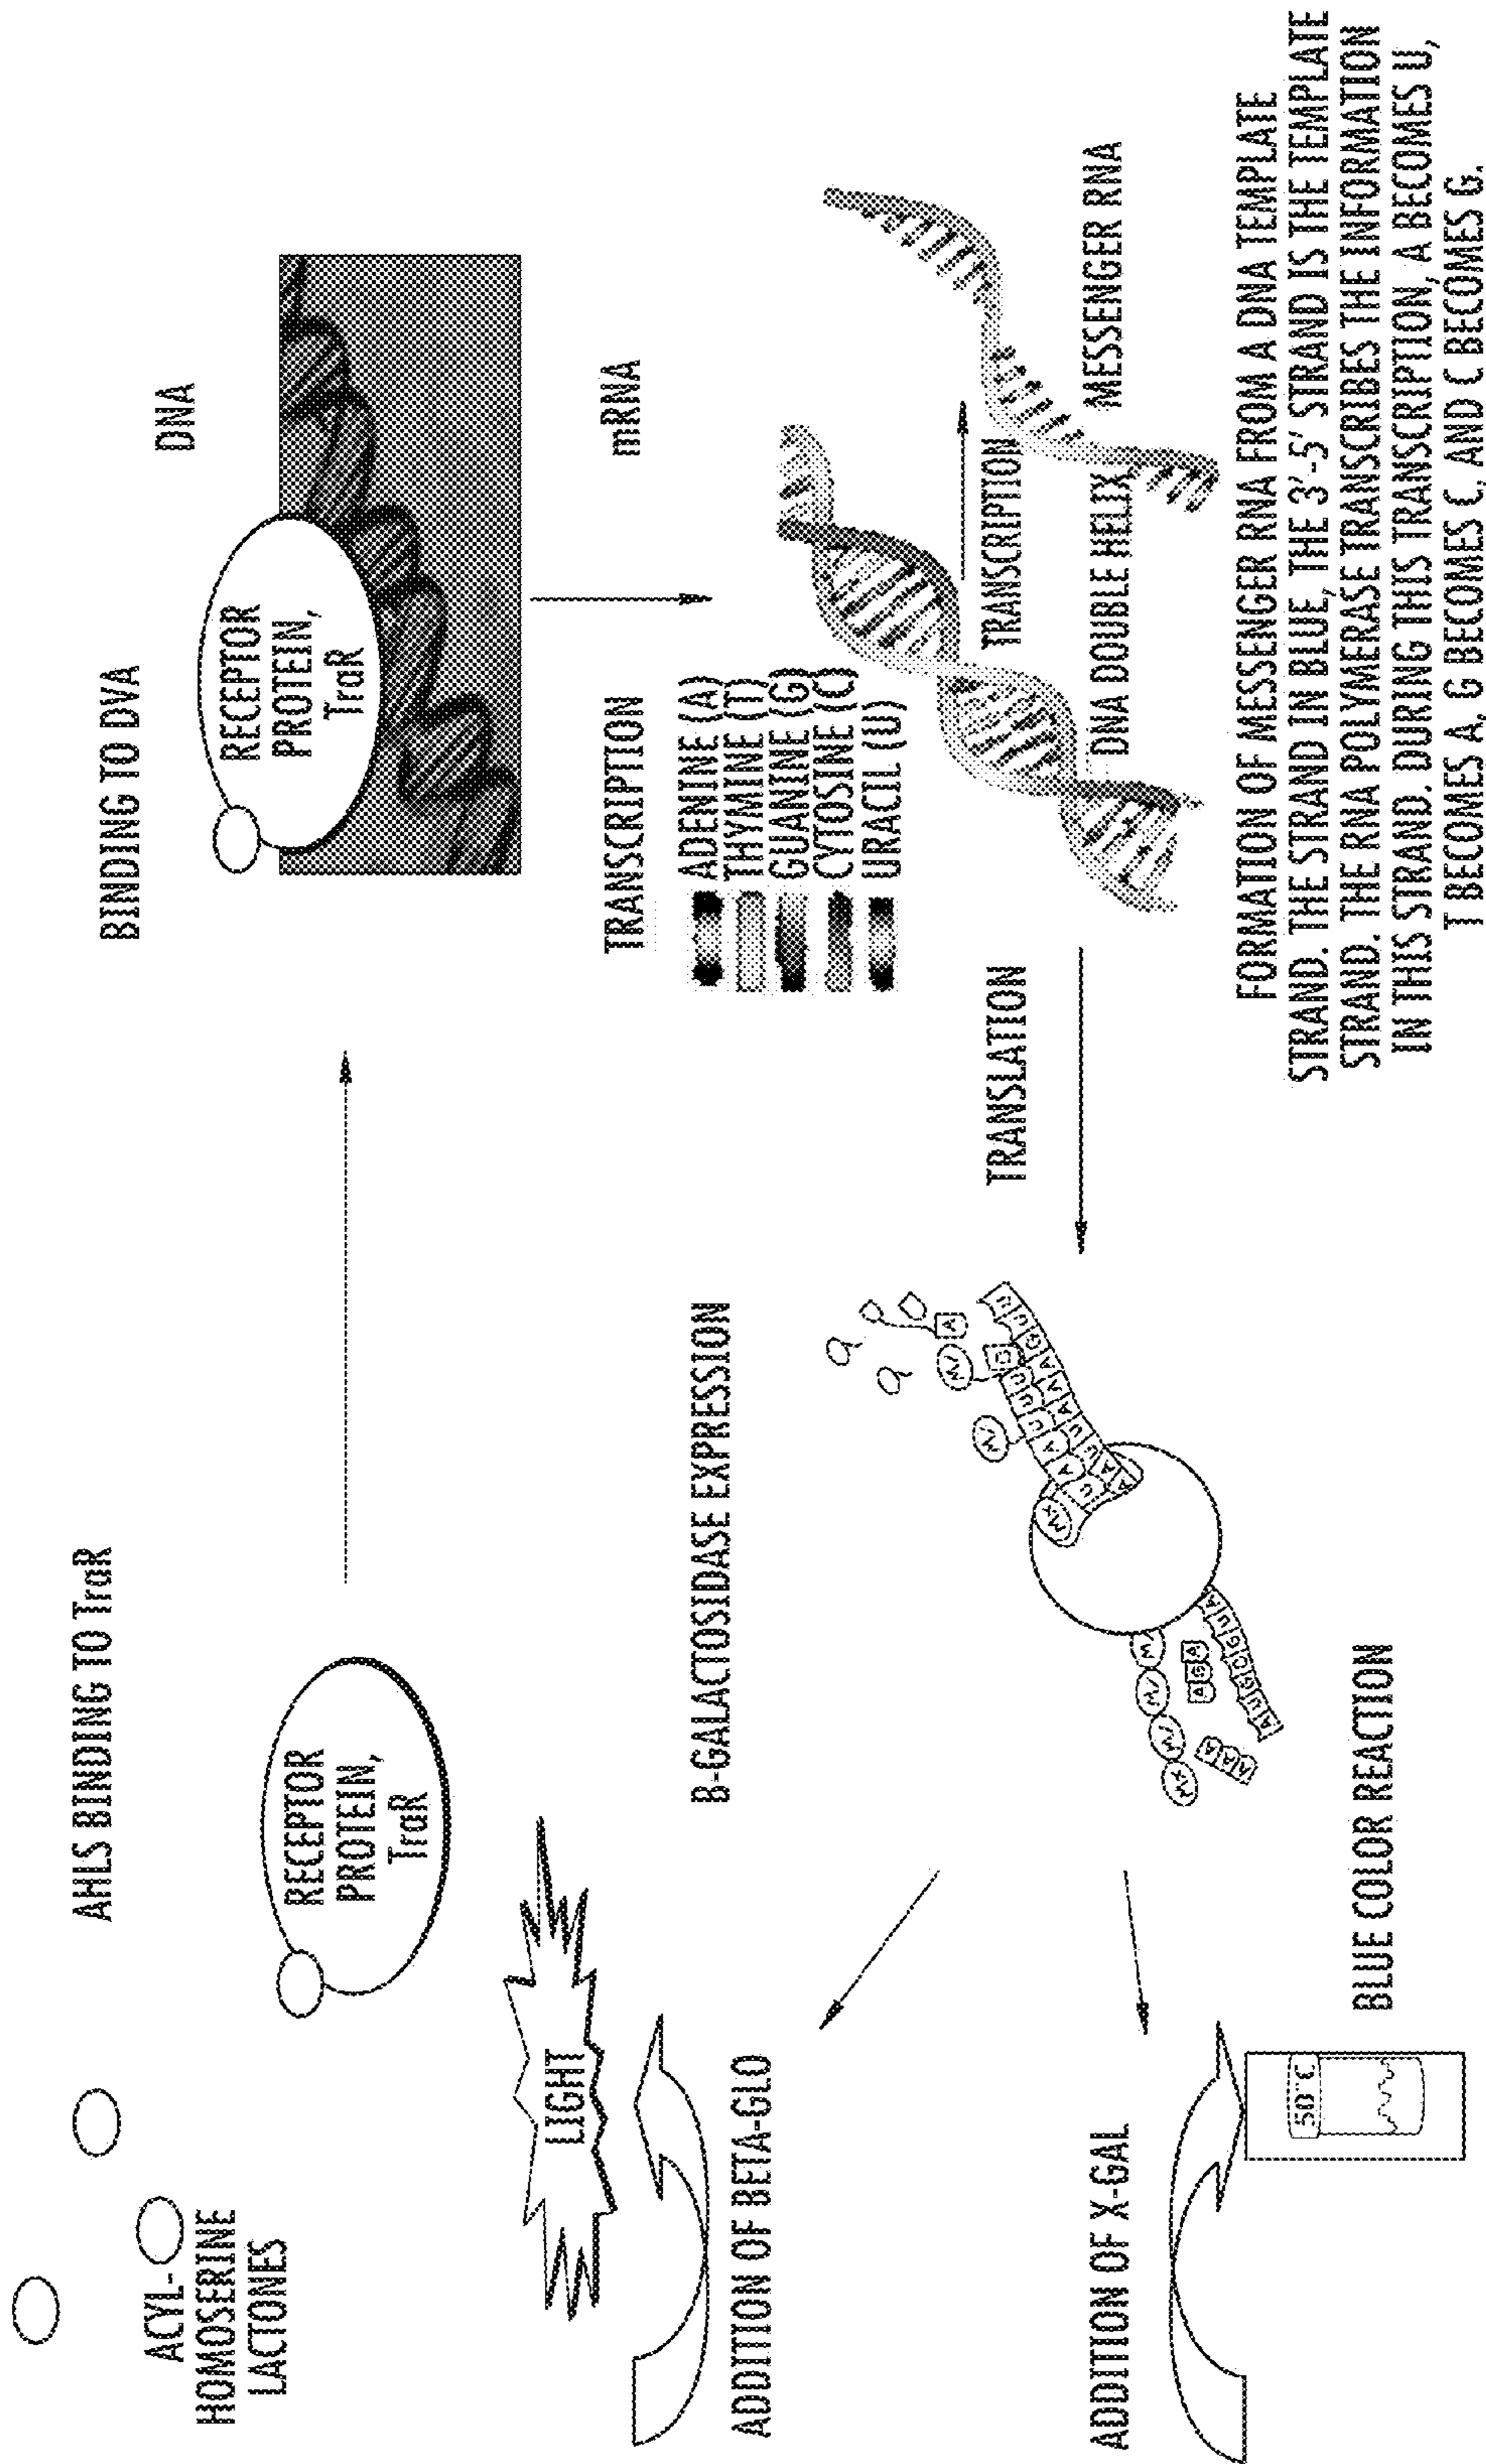 AHLS BINDING TO TraR
ACYL-
HOMOSERINE
LACTONES
RECEPTOR
PROTEIN,
TraR
BINDING TO DVA
DNA
RECEPTOR
PROTEIN,
TraR
TRANSCRIPTION
mRNA
ADENINE (A)
THYMINE (T)
GUANINE (G)
CYTOSINE (C)
URACIL (U)
TRANSCRIPTION
DNA DOUBLE HELIX
MESSENGER RNA
FORMATION OF MESSENGER RNA FROM A DNA TEMPLATE
STRAND. THE STRAND IN BLUE, THE 3'-5' STRAND IS THE TEMPLATE
STRAND. THE RNA POLYMERASE TRANSCRIBES THE INFORMATION
IN THIS STRAND. DURING THIS TRANSCRIPTION, A BECOMES U,
T BECOMES A, G BECOMES C, AND C BECOMES G.
TRANSLATION
B-GALACTOSIDASE EXPRESSION
LIGHT
ADDITION OF BETA-GLO
ADDITION OF X-GAL
50°C
BLUE COLOR REACTION
AUGCGUA
AGA
AAA